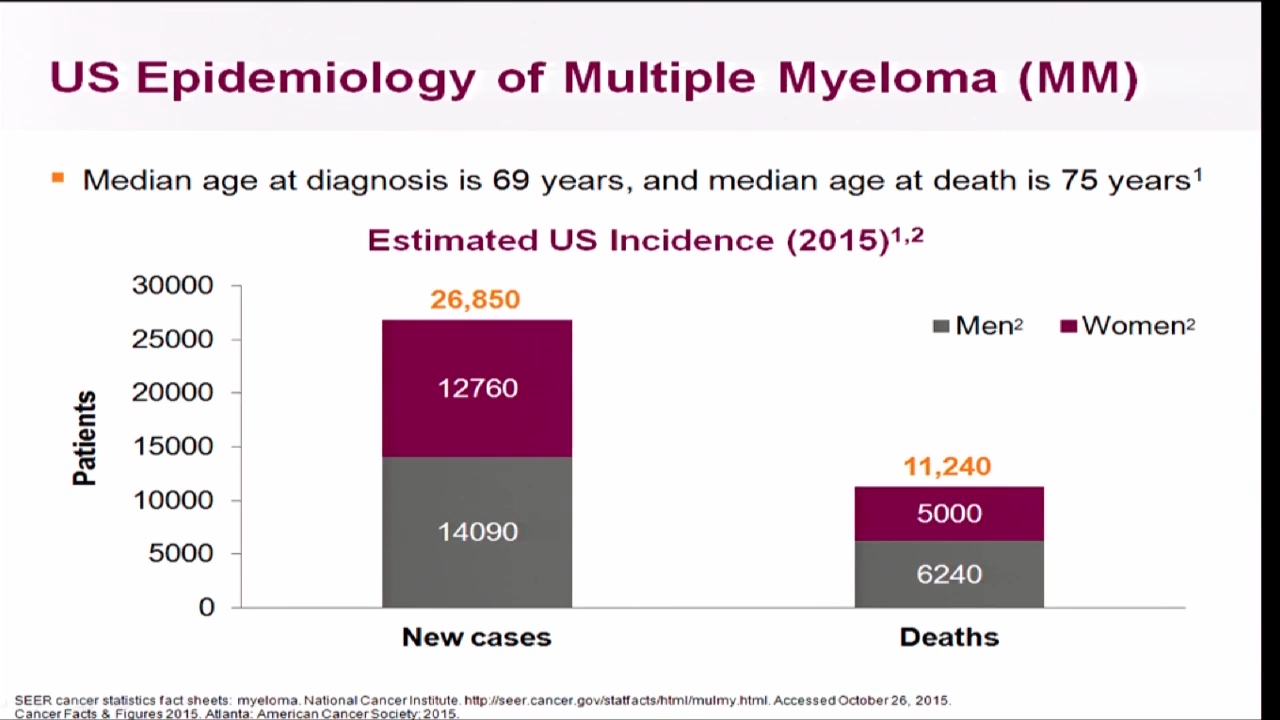 US Epidemiology of Multiple Myeloma (MM)
Median age at diagnosis is 69 years, and median age at death is 75 years¹
Estimated US Incidence (2015)¹,²
30000
26,850
25000
Men²
Women²
20000
12760
15000
11,240
10000
14090
5000
5000
6240
0
Patients
New cases
Deaths
SEER cancer statistics fact sheets: myeloma. National Cancer Institute. http://seer.cancer.gov/statfacts/html/mulmy.html. Accessed October 26, 2015.
Cancer Facts & Figures 2015. Atlanta: American Cancer Society; 2015.